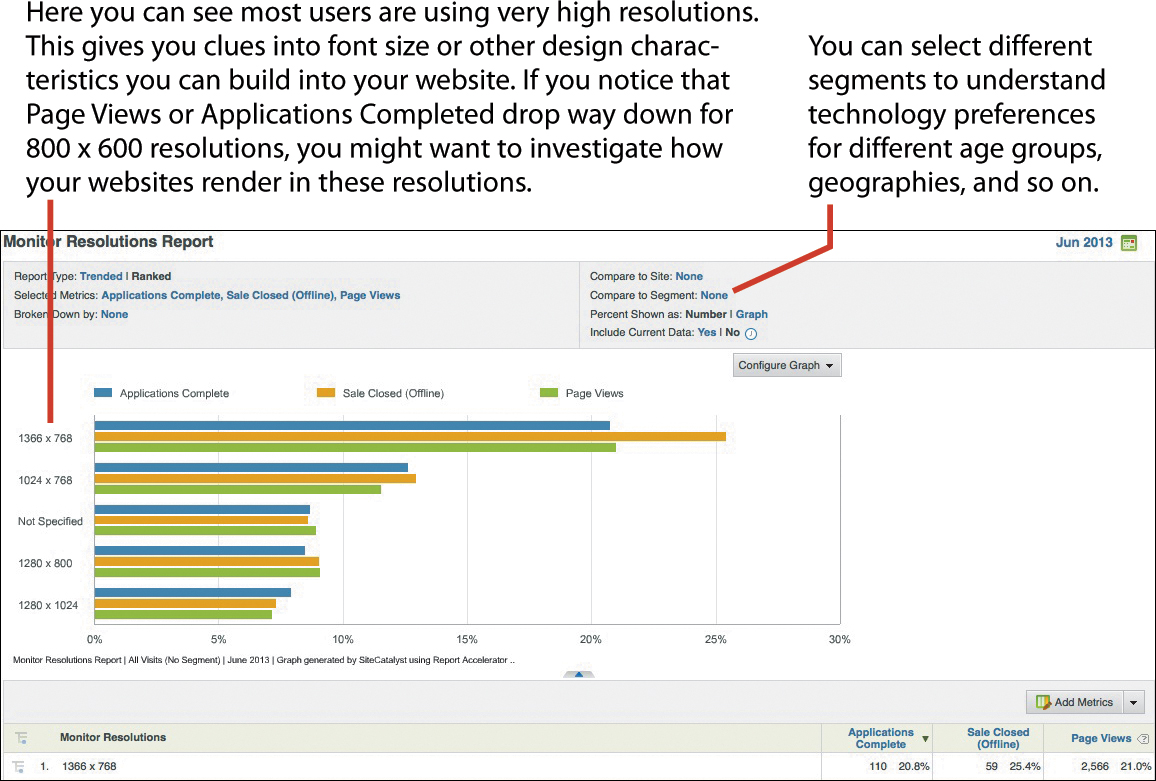 Here you can see most users are using very high resolutions.
This gives you clues into font size or other design charac-
teristics you can build into your website. If you notice that
Page Views or Applications Completed drop way down for
800 x 600 resolutions, you might want to investigate how
your websites render in these resolutions.
You can select different
segments to understand
technology preferences
for different age groups,
geographies, and so on.
Monitor Resolutions Report
Jun 2013
Report Type: Trended | Ranked
Selected Metrics: Applications Complete, Sale Closed (Offline), Page Views
Broken Down by: None
Compare to Site: None
Compare to Segment: None
Percent Shown as: Number | Graph
Include Current Data: Yes | No
Configure Graph
Applications Complete
Sale Closed (Offline)
Page Views
1366 x 768
1024 x 768
Not Specified
1280 x 800
1280 x 1024
0% 5% 10% 15% 20% 25% 30%
Monitor Resolutions Report | All Visits (No Segment) | June 2013 | Graph generated by SiteCatalyst using Report Accelerator ..
Add Metrics
Monitor Resolutions
Applications
Complete
Sale Closed
(Offline)
Page Views
1. 1366 x 768 110 20.8% 59 25.4% 2,566 21.0%